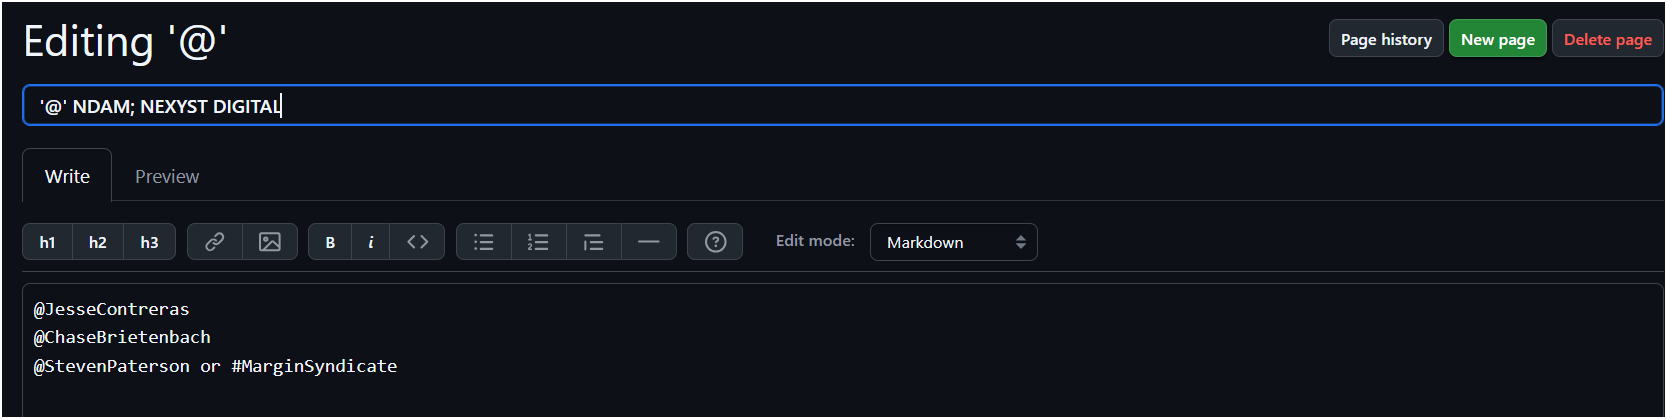 Editing '@'
Page history
New page
Delete page
'@' NDAM; NEXYST DIGITAL
Write
Preview
h1
h2
h3
B
i
Edit mode:
Markdown
@JesseContreras
@ChaseBrietenbach
@StevenPaterson or #MarginSyndicate